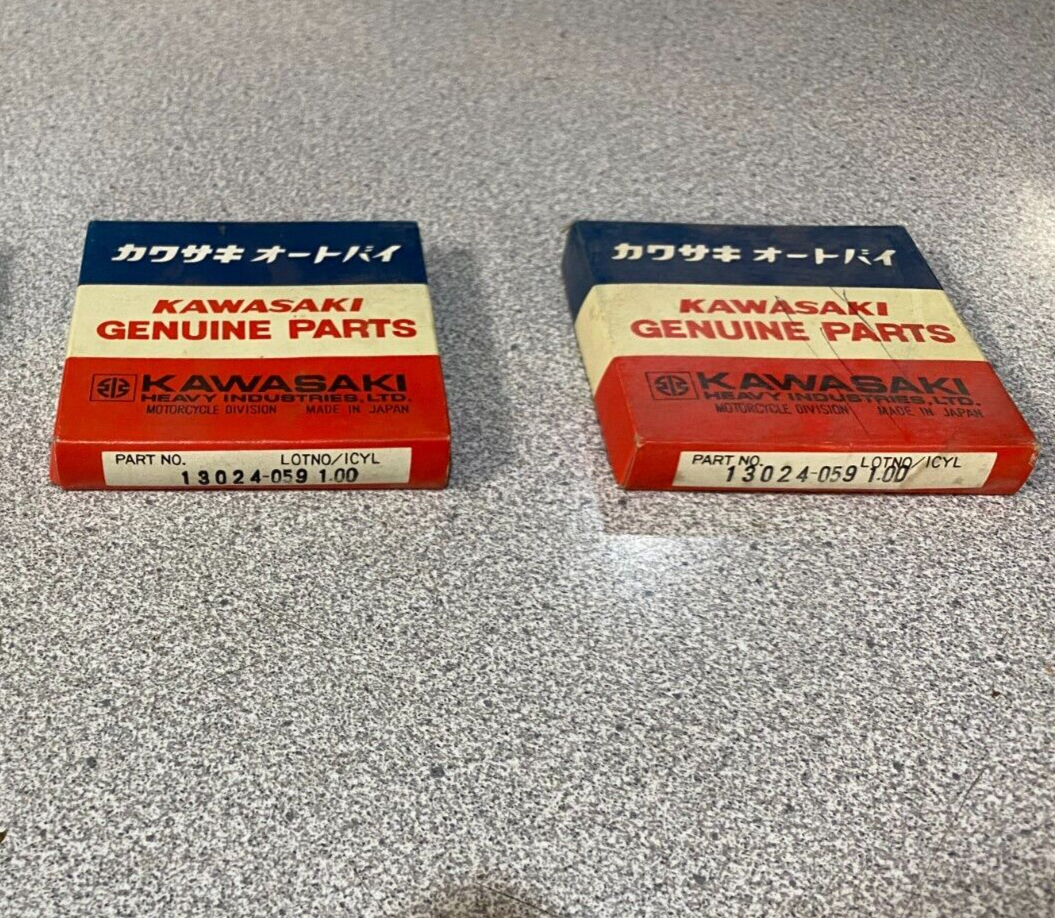 カワサキ オートバイ
KAWASAKI
GENUINE PARTS
KAWASAKI
HEAVY INDUSTRIES, LTD.
MOTORCYCLE DIVISION MADE IN JAPAN
PART NO. LOTNO/1CYL
13024-059 1.00
カワサキ オートバイ
KAWASAKI
GENUINE PARTS
KAWASAKI
HEAVY INDUSTRIES, LTD.
MOTORCYCLE DIVISION MADE IN JAPAN
PART NO. LOTNO/1CYL
13024-059 1.00